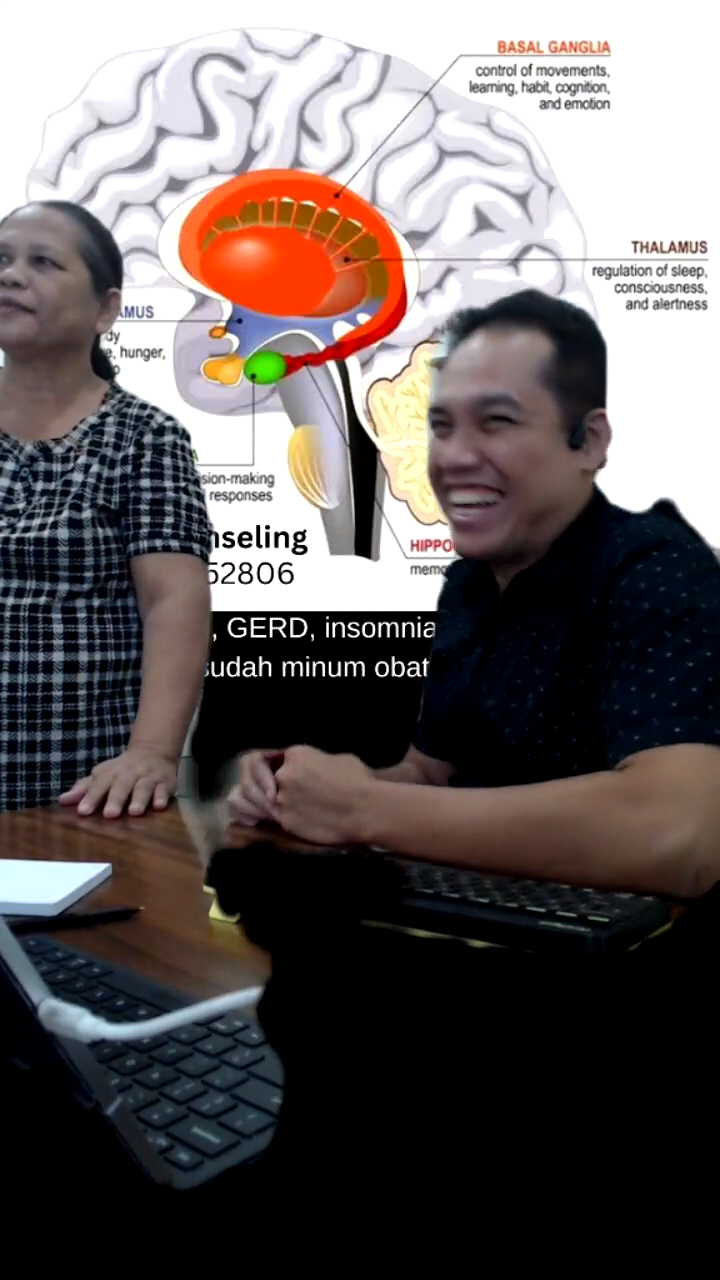 BASAL GANGLIA
control of movements,
learning, habit, cognition,
and emotion
THALAMUS
regulation of sleep,
consciousness,
and alertness
AMUS
dy
e, hunger,
sion-making
responses
HIPPO
mem
nseling
52806
, GERD, insomnia
sudah minum obat